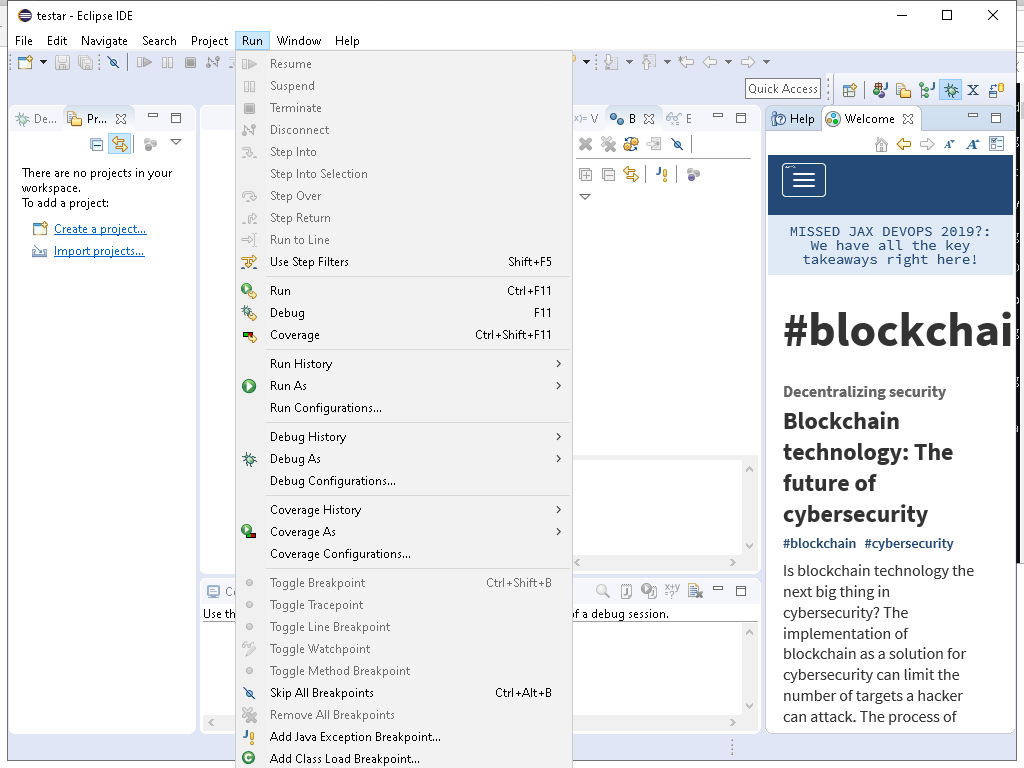 testar - Eclipse IDE
File Edit Navigate Search Project Run Window Help
Quick Access
De...
Pr...
There are no projects in your
workspace.
To add a project:
Create a project...
Import projects...
Resume
Suspend
Terminate
Disconnect
Step Into
Step Into Selection
Step Over
Step Return
Run to Line
Use Step Filters Shift+F5
Run Ctrl+F11
Debug F11
Coverage Ctrl+Shift+F11
Run History
Run As
Run Configurations...
Debug History
Debug As
Debug Configurations...
Coverage History
Coverage As
Coverage Configurations...
Toggle Breakpoint Ctrl+Shift+B
Toggle Tracepoint
Toggle Line Breakpoint
Toggle Watchpoint
Toggle Method Breakpoint
Skip All Breakpoints Ctrl+Alt+B
Remove All Breakpoints
Add Java Exception Breakpoint...
Add Class Load Breakpoint...
(x)= V
B
E
Use th
of a debug session.
Help
Welcome
MISSED JAX DEVOPS 2019?:
We have all the key
takeaways right here!
#blockchai
Decentralizing security
Blockchain
technology: The
future of
cybersecurity
#blockchain #cybersecurity
Is blockchain technology the
next big thing in
cybersecurity? The
implementation of
blockchain as a solution for
cybersecurity can limit the
number of targets a hacker
can attack. The process of